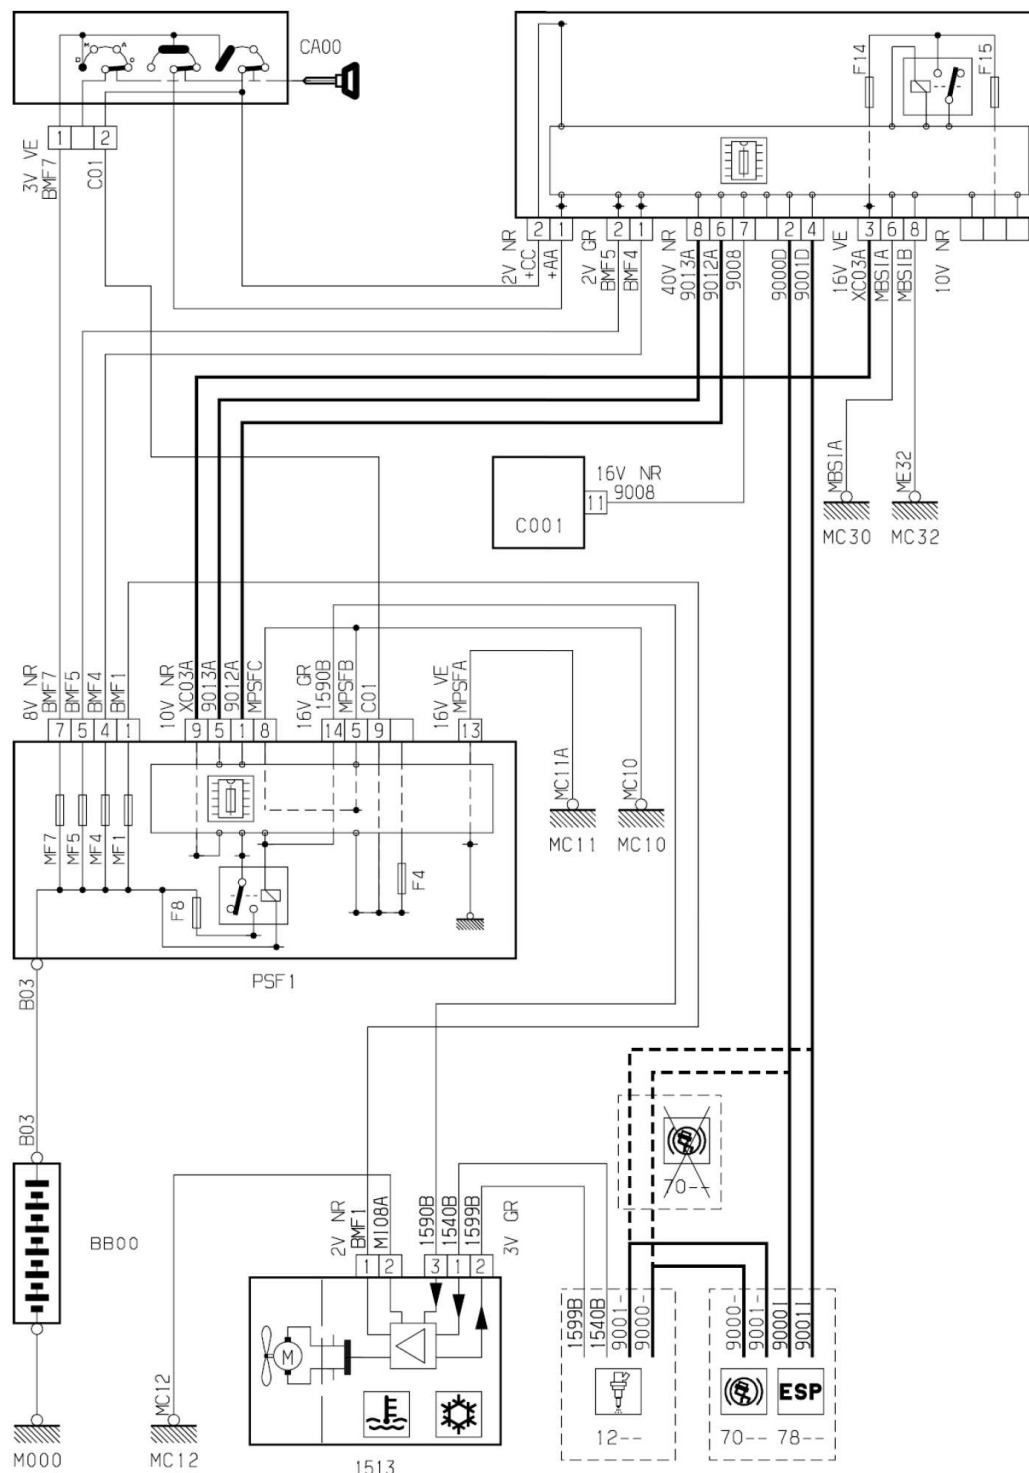 CA00
M A
D O
1 2
3V VE
BMF7
C01
F14
F15
2 1
2V NR
+CC
+AA
2 1
2V GR
BMF5
BMF4
8 6 7 2 4
40V NR
9013A
9012A
9008
9000D
9001D
3 6 8
16V VE
XC03A
MBSIA
MBSIB
10V NR
C001
16V NR
9008
11
MBSIA
MC30
ME32
MC32
8V NR
BMF7
BMF5
BMF4
BMF1
7 5 4 1
10V NR
XC03A
9013A
9012A
MPSFC
9 5 1 8
16V GR
1590B
MPSFB
C01
14 5 9
16V VE
MPSFA
13
MF7
MF5
MF4
MF1
F8
F4
PSF1
MC11A
MC11
MC10
MC10
B03
B03
BB00
M000
MC12
MC12
2V NR
BMF1
M108A
1 2
1590B
1540B
1599B
3V GR
3 1 2
M
1513
70--
1599B
1540B
9001-
9000-
12--
9000-
9001-
9000I
9001I
ESP
70-- 78--